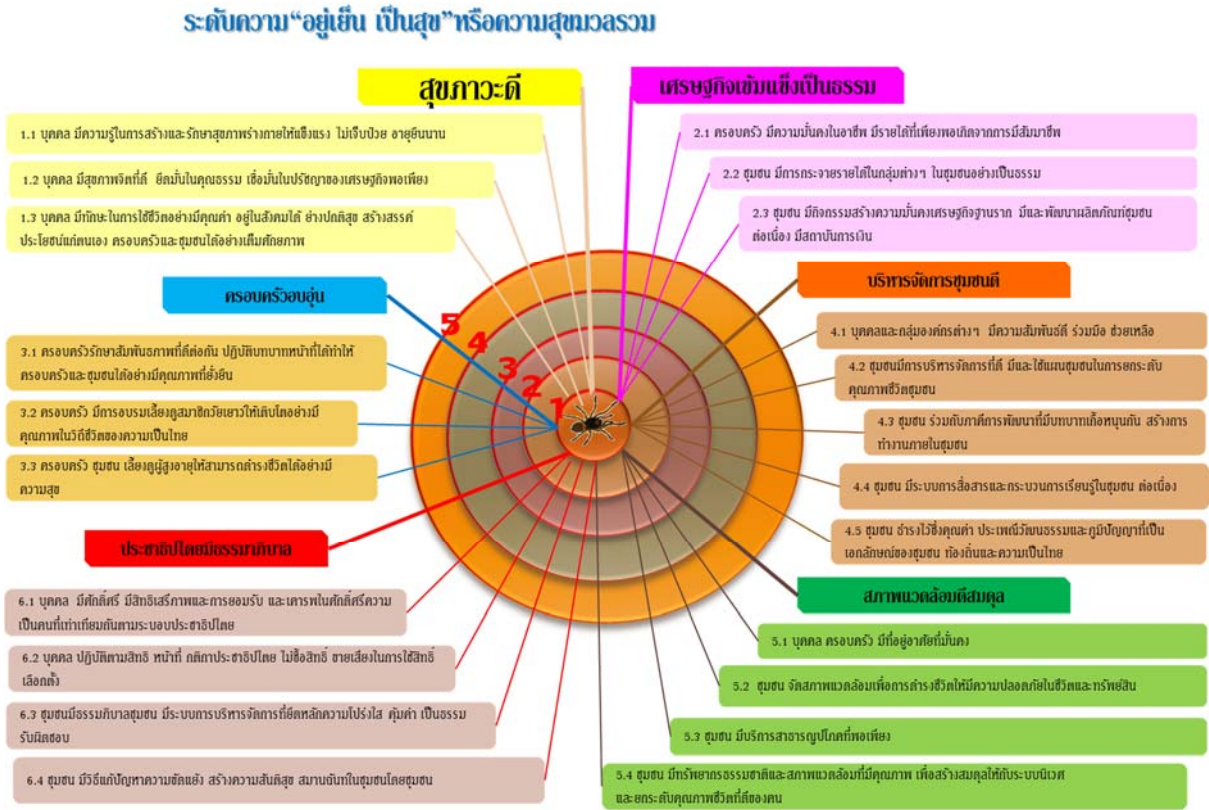 ระดับความ“อยู่เย็น เป็นสุข”หรือความสุขมวลรวม
สุขภาวะดี
1.1 บุคคล มีความรู้ในการสร้างและรักษาสุขภาพร่างกายให้แข็งแรง ไม่เจ็บป่วย อายุยืนนาน
1.2 บุคคล มีสุขภาพจิตที่ดี ยึดมั่นในคุณธรรม เชื่อมั่นในปรัชญาของเศรษฐกิจพอเพียง
1.3 บุคคล มีทักษะในการใช้ชีวิตอย่างมีคุณค่า อยู่ในสังคมได้ ย่างปกติสุข สร้างสรรค์
ประโยชน์แก่ตนเอง ครอบครัวและชุมชนได้อย่างเต็มศักยภาพ
เศรษฐกิจเข้มแข็งเป็นธรรม
2.1 ครอบครัว มีความมั่นคงในอาชีพ มีรายได้ที่เพียงพอเกิดจากการมีสัมมาชีพ
2.2 ชุมชน มีการกระจายรายได้ในกลุ่มต่างๆ ในชุมชนอย่างเป็นธรรม
2.3 ชุมชน มีกิจกรรมสร้างความมั่นคงเศรษฐกิจฐานราก มีและพัฒนาผลิตภัณฑ์ชุมชน
ต่อเนื่อง มีสถาบันการเงิน
ครอบครัวอบอุ่น
3.1 ครอบครัวรักษาสัมพันธภาพที่ดีต่อกัน ปฏิบัติบทบาทหน้าที่ได้ทำให้
ครอบครัวและชุมชนได้อย่างมีคุณภาพที่ยั่งยืน
3.2 ครอบครัว มีการอบรมเลี้ยงดูสมาชิกวัยเยาว์ให้เติบโตอย่างมี
คุณภาพในวิถีชีวิตของความเป็นไทย
3.3 ครอบครัว ชุมชน เลี้ยงดูผู้สูงอายุให้สามารถดำรงชีวิตได้อย่างมี
ความสุข
5
4
3
2
1
บริหารจัดการชุมชนดี
4.1 บุคคลและกลุ่มองค์กรต่างๆ มีความสัมพันธ์ดี ร่วมมือ ช่วยเหลือ
4.2 ชุมชนมีการบริหารจัดการที่ดี มีและใช้แผนชุมชนในการยกระดับ
คุณภาพชีวิตชุมชน
4.3 ชุมชน ร่วมกับภาคีการพัฒนาที่มีบทบาทเกื้อหนุนกัน สร้างการ
ทำงานภายในชุมชน
4.4 ชุมชน มีระบบการสื่อสารและกระบวนการเรียนรู้ในชุมชน ต่อเนื่อง
4.5 ชุมชน ธำรงไว้ซึ่งคุณค่า ประเพณีวัฒนธรรมและภูมิปัญญาที่เป็น
เอกลักษณ์ของชุมชน ท้องถิ่นและความเป็นไทย
ประชาธิปไตยมีธรรมาภิบาล
6.1 บุคคล มีศักดิ์ศรี มีสิทธิเสรีภาพและการยอมรับ และเคารพในศักดิ์ศรีความ
เป็นคนที่เท่าเทียมกันตามระบอบประชาธิปไตย
6.2 บุคคล ปฏิบัติตามสิทธิ หน้าที่ กติกาประชาธิปไตย ไม่ซื้อสิทธิ์ ขายเสียงในการใช้สิทธิ์
เลือกตั้ง
6.3 ชุมชนมีธรรมภิบาลชุมชน มีระบบการบริหารจัดการที่ยึดหลักความโปร่งใส คุ้มค่า เป็นธรรม
รับผิดชอบ
6.4 ชุมชน มีวิธีแก้ปัญหาความขัดแย้ง สร้างความสันติสุข สมานฉันท์ในชุมชนโดยชุมชน
สภาพแวดล้อมดีสมดุล
5.1 บุคคล ครอบครัว มีที่อยู่อาศัยที่มั่นคง
5.2 ชุมชน จัดสภาพแวดล้อมเพื่อการดำรงชีวิตให้มีความปลอดภัยในชีวิตและทรัพย์สิน
5.3 ชุมชน มีบริการสาธารณูปโภคที่พอเพียง
5.4 ชุมชน มีทรัพยากรธรรมชาติและสภาพแวดล้อมที่มีคุณภาพ เพื่อสร้างสมดุลให้กับระบบนิเวศ
และยกระดับคุณภาพชีวิตที่ดีของคน